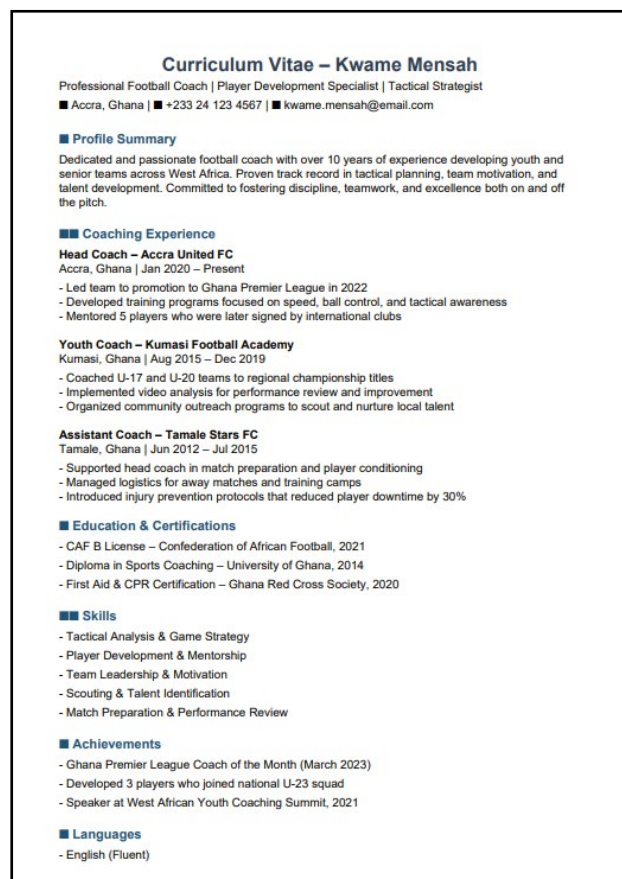 Curriculum Vitae – Kwame Mensah
Professional Football Coach | Player Development Specialist | Tactical Strategist
■ Accra, Ghana | ■ +233 24 123 4567 | ■ kwame.mensah@email.com
■ Profile Summary
Dedicated and passionate football coach with over 10 years of experience developing youth and
senior teams across West Africa. Proven track record in tactical planning, team motivation, and
talent development. Committed to fostering discipline, teamwork, and excellence both on and off
the pitch.
■■ Coaching Experience
Head Coach – Accra United FC
Accra, Ghana | Jan 2020 – Present
- Led team to promotion to Ghana Premier League in 2022
- Developed training programs focused on speed, ball control, and tactical awareness
- Mentored 5 players who were later signed by international clubs
Youth Coach – Kumasi Football Academy
Kumasi, Ghana | Aug 2015 – Dec 2019
- Coached U-17 and U-20 teams to regional championship titles
- Implemented video analysis for performance review and improvement
- Organized community outreach programs to scout and nurture local talent
Assistant Coach – Tamale Stars FC
Tamale, Ghana | Jun 2012 – Jul 2015
- Supported head coach in match preparation and player conditioning
- Managed logistics for away matches and training camps
- Introduced injury prevention protocols that reduced player downtime by 30%
■ Education & Certifications
- CAF B License – Confederation of African Football, 2021
- Diploma in Sports Coaching – University of Ghana, 2014
- First Aid & CPR Certification – Ghana Red Cross Society, 2020
■■ Skills
- Tactical Analysis & Game Strategy
- Player Development & Mentorship
- Team Leadership & Motivation
- Scouting & Talent Identification
- Match Preparation & Performance Review
■ Achievements
- Ghana Premier League Coach of the Month (March 2023)
- Developed 3 players who joined national U-23 squad
- Speaker at West African Youth Coaching Summit, 2021
■ Languages
- English (Fluent)